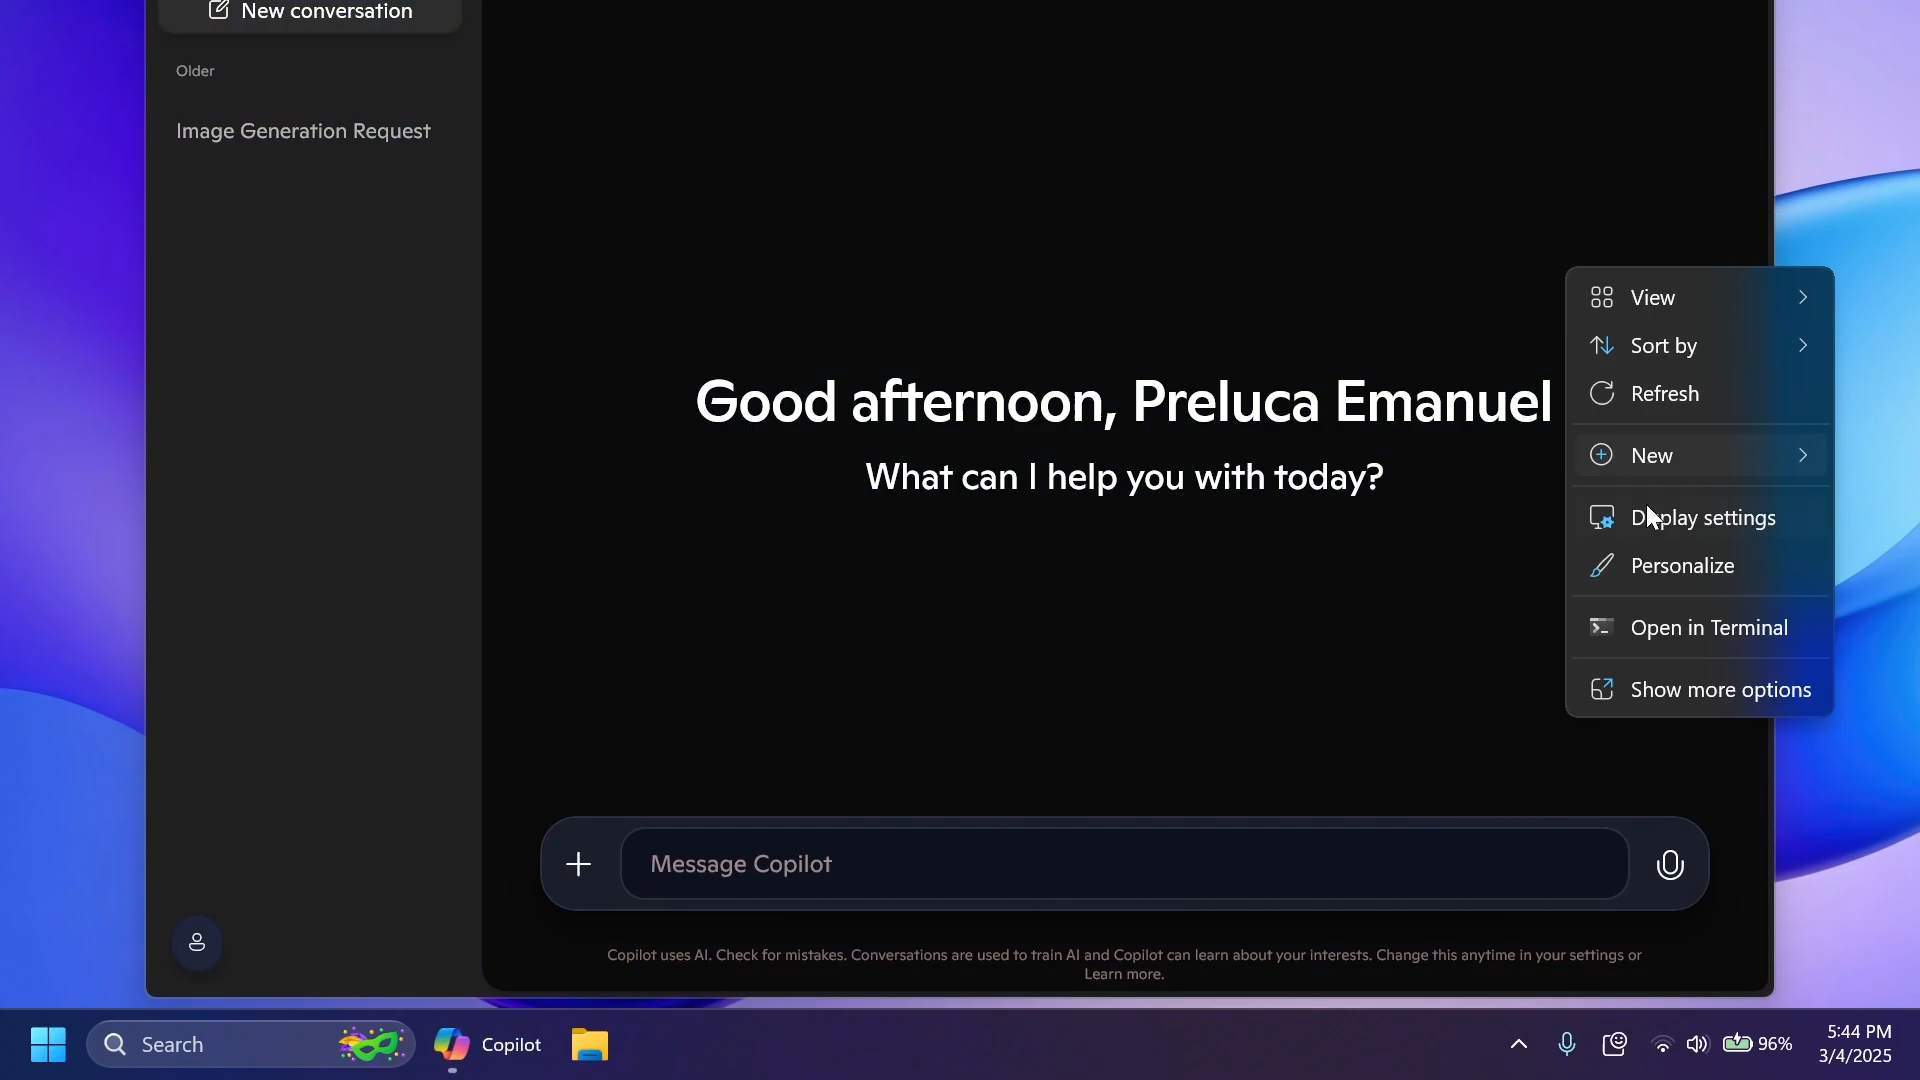 New conversation
Older
Image Generation Request
Good afternoon, Preluca Emanuel
What can I help you with today?
View
Sort by
Refresh
New
Display settings
Personalize
Open in Terminal
Show more options
Message Copilot
Copilot uses AI. Check for mistakes. Conversations are used to train AI and Copilot can learn about your interests. Change this anytime in your settings or
Learn more.
Search
Copilot
96%
5:44 PM
3/4/2025